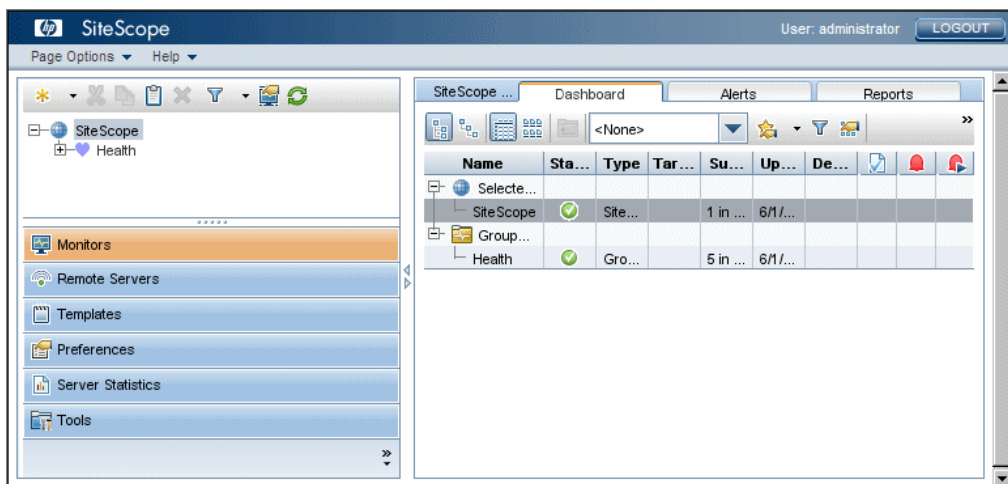 hp SiteScope User: administrator LOGOUT
Page Options Help
SiteScope
Health
Monitors
Remote Servers
Templates
Preferences
Server Statistics
Tools
SiteScope ... Dashboard Alerts Reports
<None>
Name Sta... Type Tar... Su... Up... De...
Selecte...
SiteScope Site... 1 in ... 6/1/...
Group...
Health Gro... 5 in ... 6/1/...